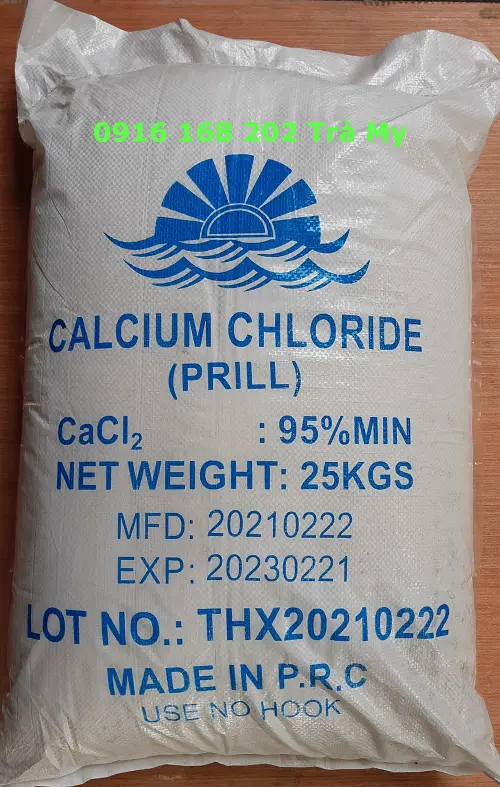 0916 168 202 Trà My
CALCIUM CHLORIDE
(PRILL)
CaCl₂ : 95%MIN
NET WEIGHT: 25KGS
MFD: 20210222
EXP: 20230221
LOT NO.: THX20210222
MADE IN P.R.C
USE NO HOOK